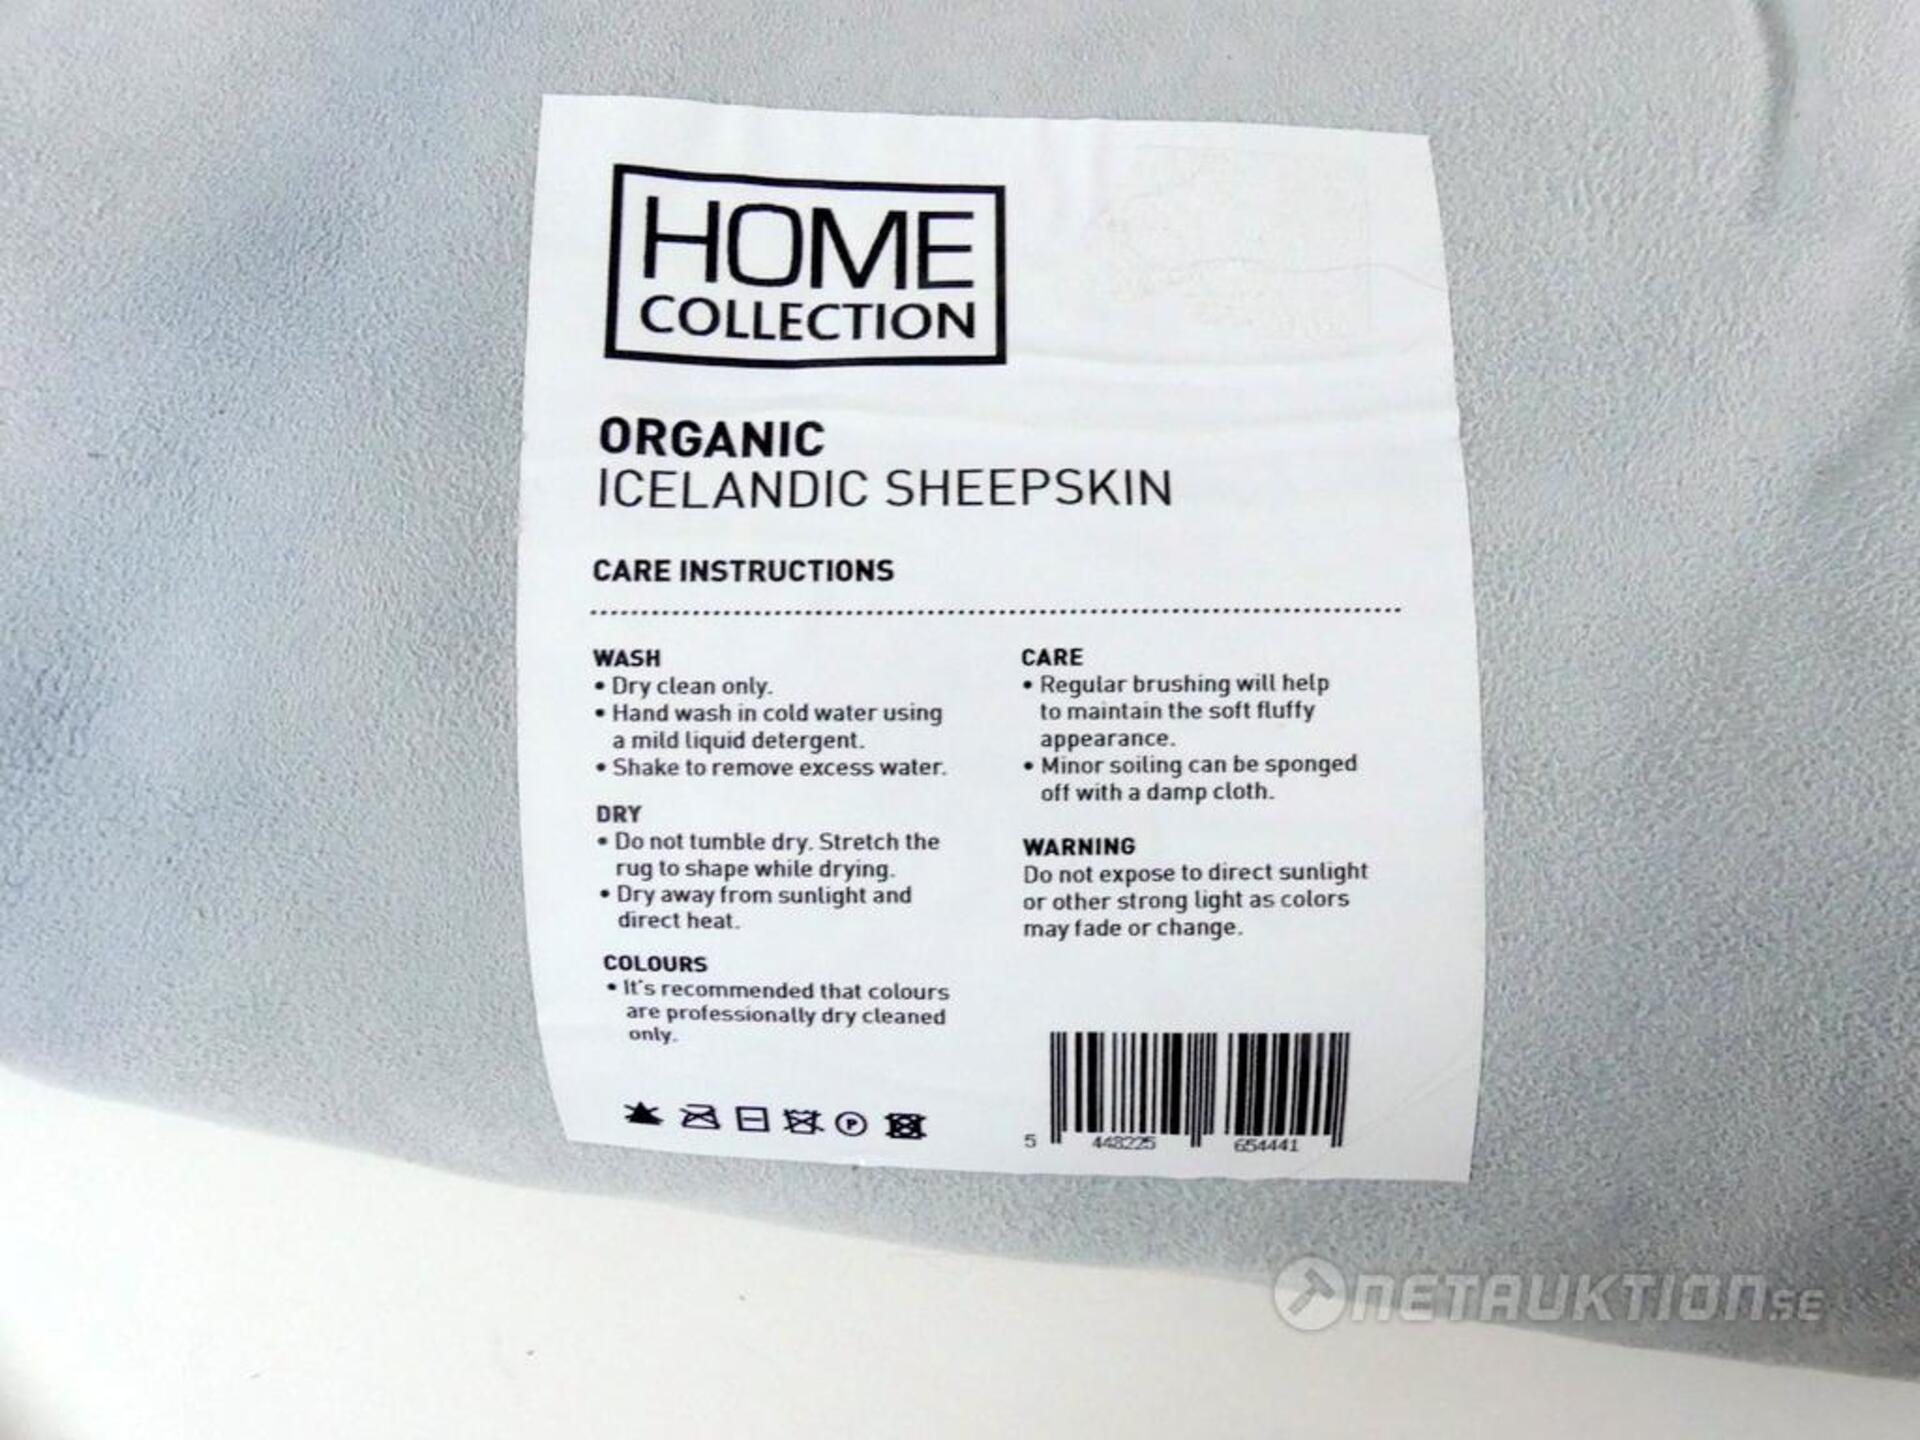 HOME
COLLECTION
ORGANIC
ICELANDIC SHEEPSKIN
CARE INSTRUCTIONS
WASH
• Dry clean only.
• Hand wash in cold water using
a mild liquid detergent.
• Shake to remove excess water.
DRY
• Do not tumble dry. Stretch the
rug to shape while drying.
• Dry away from sunlight and
direct heat.
COLOURS
• It's recommended that colours
are professionally dry cleaned
only.
CARE
• Regular brushing will help
to maintain the soft fluffy
appearance.
• Minor soiling can be sponged
off with a damp cloth.
WARNING
Do not expose to direct sunlight
or other strong light as colors
may fade or change.
P
5 448225 654441
NETAUKTION.SE